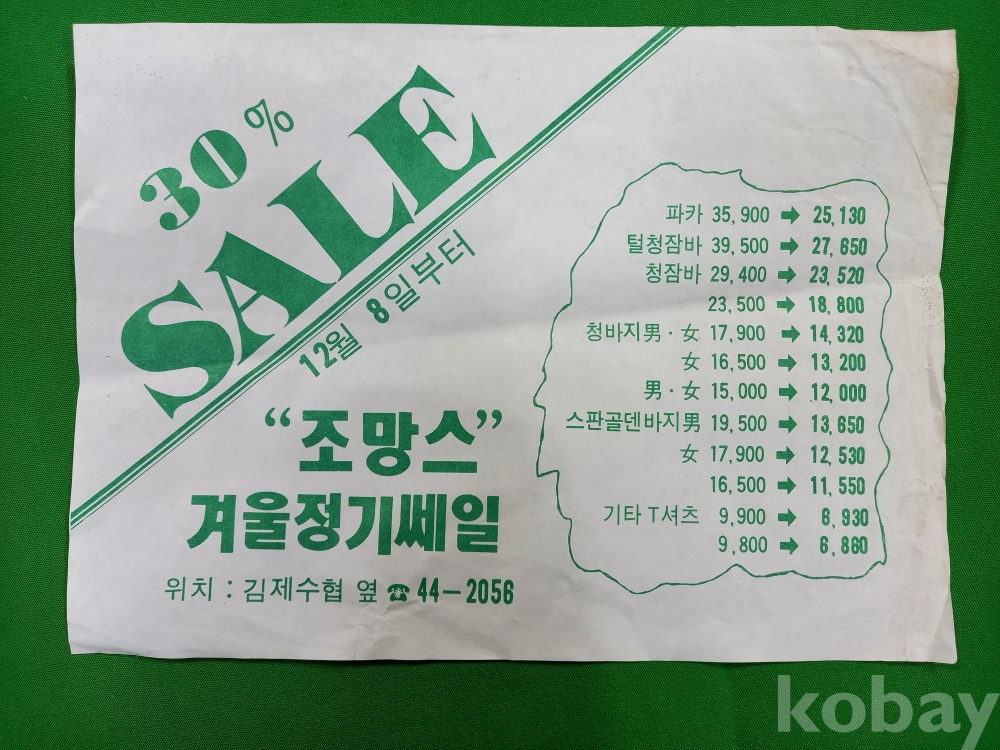 30%
SALE
12월 8일부터
“조망스”
겨울정기쎄일
위치 : 김제수협 옆 ☎ 44-2056
파카 35,900 ➡ 25,130
털청잠바 39,500 ➡ 27,650
청잠바 29,400 ➡ 23,520
23,500 ➡ 18,800
청바지男·女 17,900 ➡ 14,320
女 16,500 ➡ 13,200
男·女 15,000 ➡ 12,000
스판골덴바지男 19,500 ➡ 13,650
女 17,900 ➡ 12,530
16,500 ➡ 11,550
기타 T셔츠 9,900 ➡ 6,930
9,800 ➡ 6,860
kobay